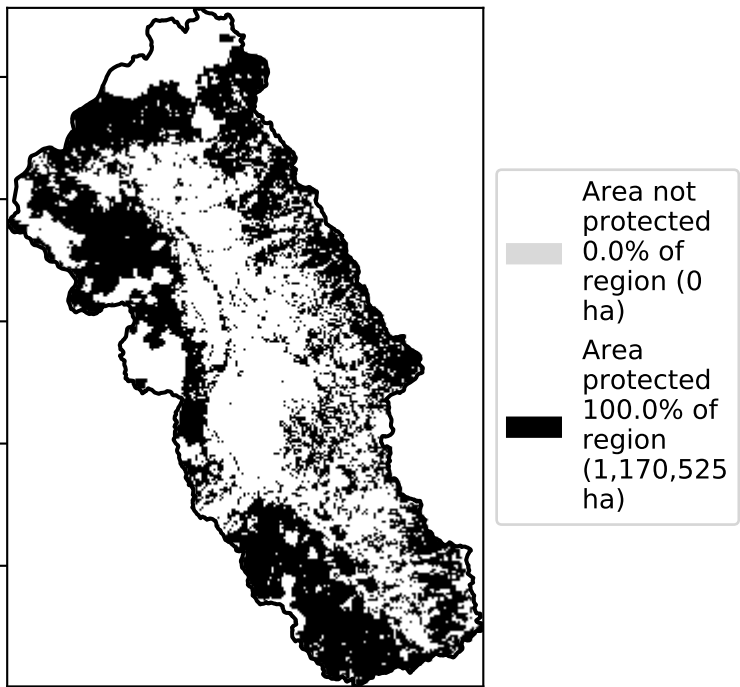 Area not
protected
0.0% of
region (0
ha)
Area
protected
100.0% of
region
(1,170,525
ha)